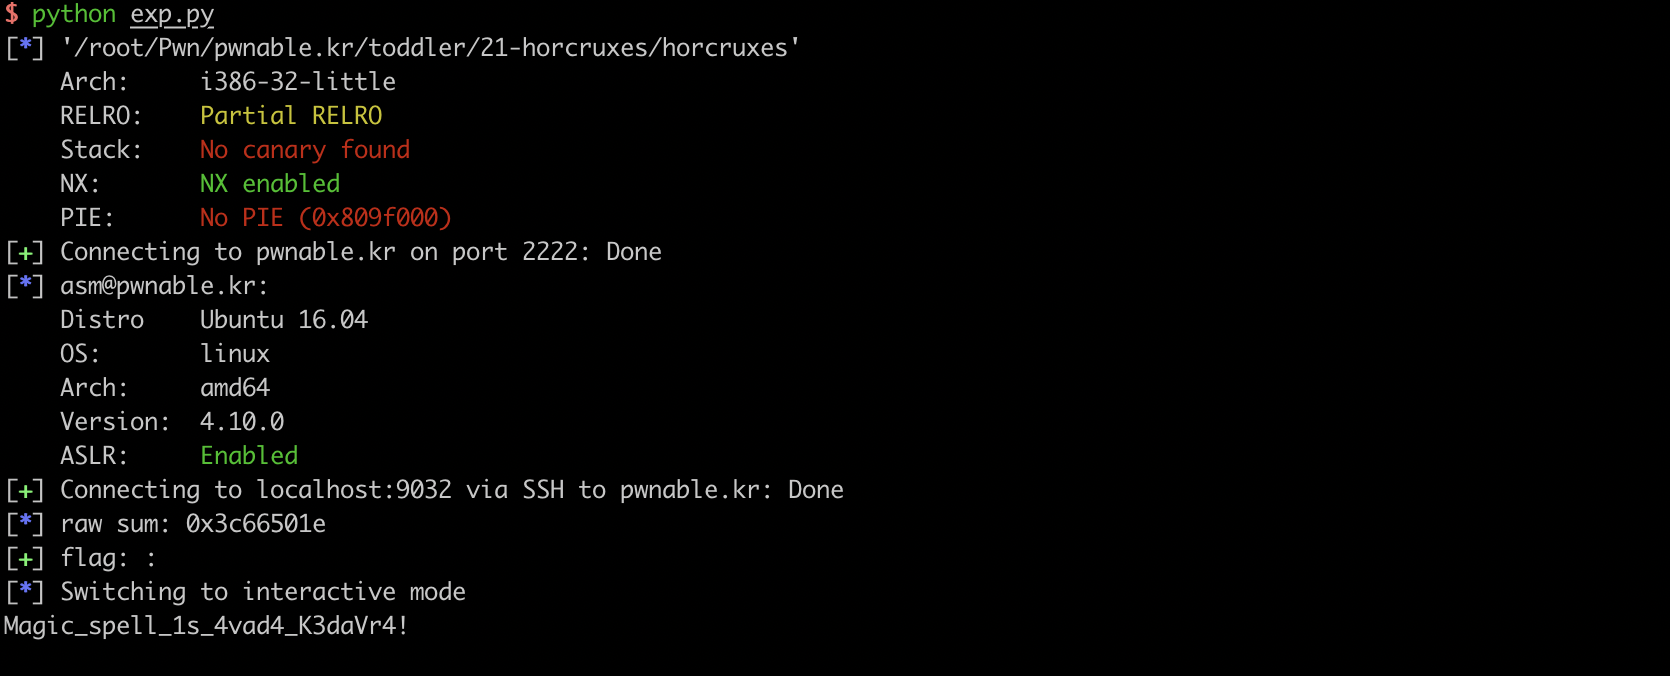 $ python exp.py
[*] '/root/Pwn/pwnable.kr/toddler/21-horcruxes/horcruxes'
    Arch:     i386-32-little
    RELRO:    Partial RELRO
    Stack:    No canary found
    NX:       NX enabled
    PIE:      No PIE (0x809f000)
[+] Connecting to pwnable.kr on port 2222: Done
[*] asm@pwnable.kr:
    Distro    Ubuntu 16.04
    OS:       linux
    Arch:     amd64
    Version:  4.10.0
    ASLR:     Enabled
[+] Connecting to localhost:9032 via SSH to pwnable.kr: Done
[*] raw sum: 0x3c66501e
[+] flag: :
[*] Switching to interactive mode
Magic_spell_1s_4vad4_K3daVr4!